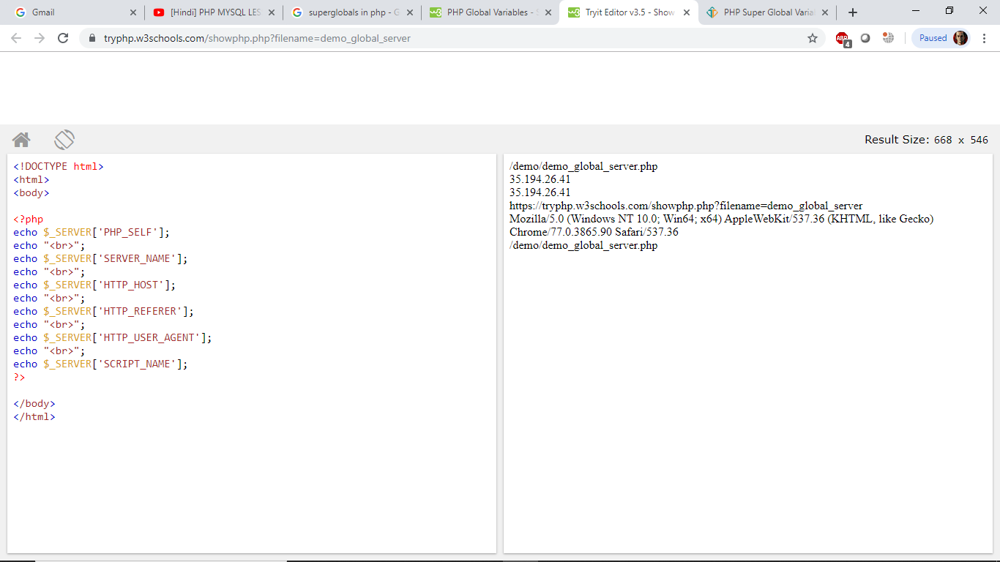 Gmail
[Hindi] PHP MYSQL LES
superglobals in php - G
PHP Global Variables - S
Tryit Editor v3.5 - Show
PHP Super Global Varia
tryphp.w3schools.com/showphp.php?filename=demo_global_server
ABP
4
Paused
Result Size: 668 x 546
<!DOCTYPE html>
<html>
<body>
<?php
echo $_SERVER['PHP_SELF'];
echo "<br>";
echo $_SERVER['SERVER_NAME'];
echo "<br>";
echo $_SERVER['HTTP_HOST'];
echo "<br>";
echo $_SERVER['HTTP_REFERER'];
echo "<br>";
echo $_SERVER['HTTP_USER_AGENT'];
echo "<br>";
echo $_SERVER['SCRIPT_NAME'];
?>
</body>
</html>
/demo/demo_global_server.php
35.194.26.41
35.194.26.41
https://tryphp.w3schools.com/showphp.php?filename=demo_global_server
Mozilla/5.0 (Windows NT 10.0; Win64; x64) AppleWebKit/537.36 (KHTML, like Gecko)
Chrome/77.0.3865.90 Safari/537.36
/demo/demo_global_server.php